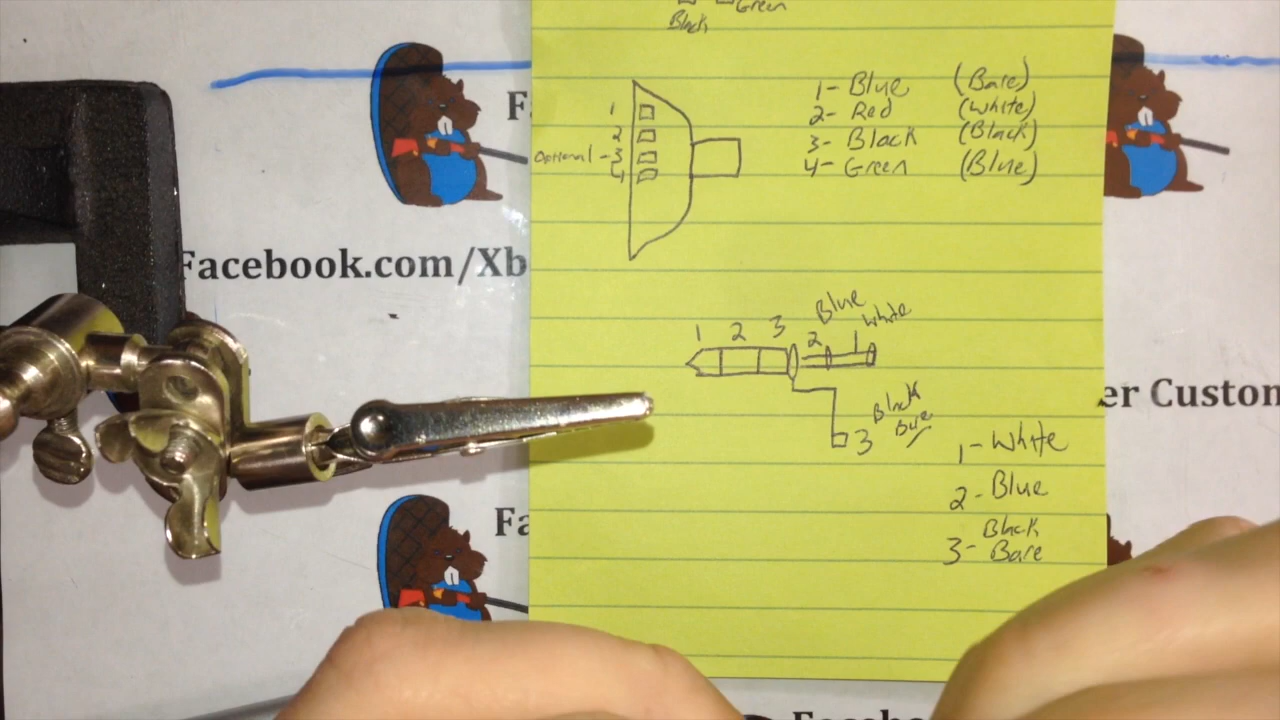 Green
Black
1 - Blue (Bare)
2 - Red (White)
3 - Black (Black)
4 - Green (Blue)
1
2
Optional - 3
4
Fa
Facebook.com/Xb
1 2 3
2 1
Blue
White
Black
Bare
3
er Custom
1 - White
2 - Blue
Black
3 - Bare
Fa
Facebo